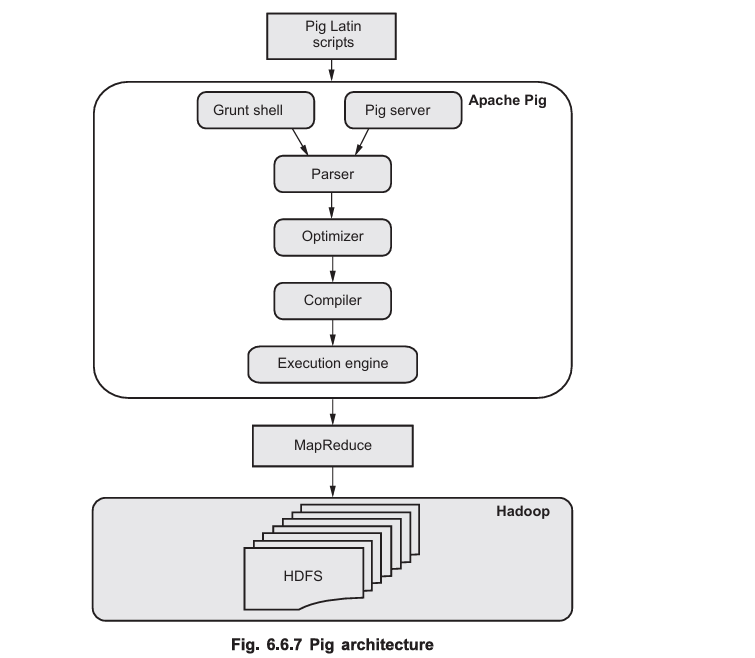 Pig Latin
scripts
Apache Pig
Grunt shell
Pig server
Parser
Optimizer
Compiler
Execution engine
MapReduce
Hadoop
HDFS
Fig. 6.6.7 Pig architecture